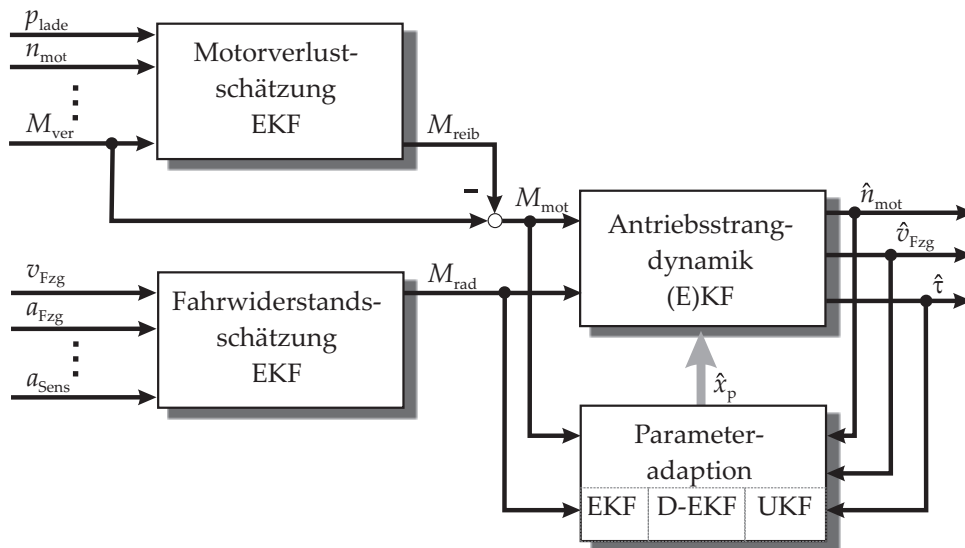 p_lade
n_mot
M_ver
Motorverlust-
schätzung
EKF
M_reib
−
M_mot
Antriebsstrang-
dynamik
(E)KF
n̂_mot
v̂_Fzg
τ̂
v_Fzg
a_Fzg
a_Sens
Fahrwiderstands-
schätzung
EKF
M_rad
x̂_p
Parameter-
adaption
EKF
D-EKF
UKF